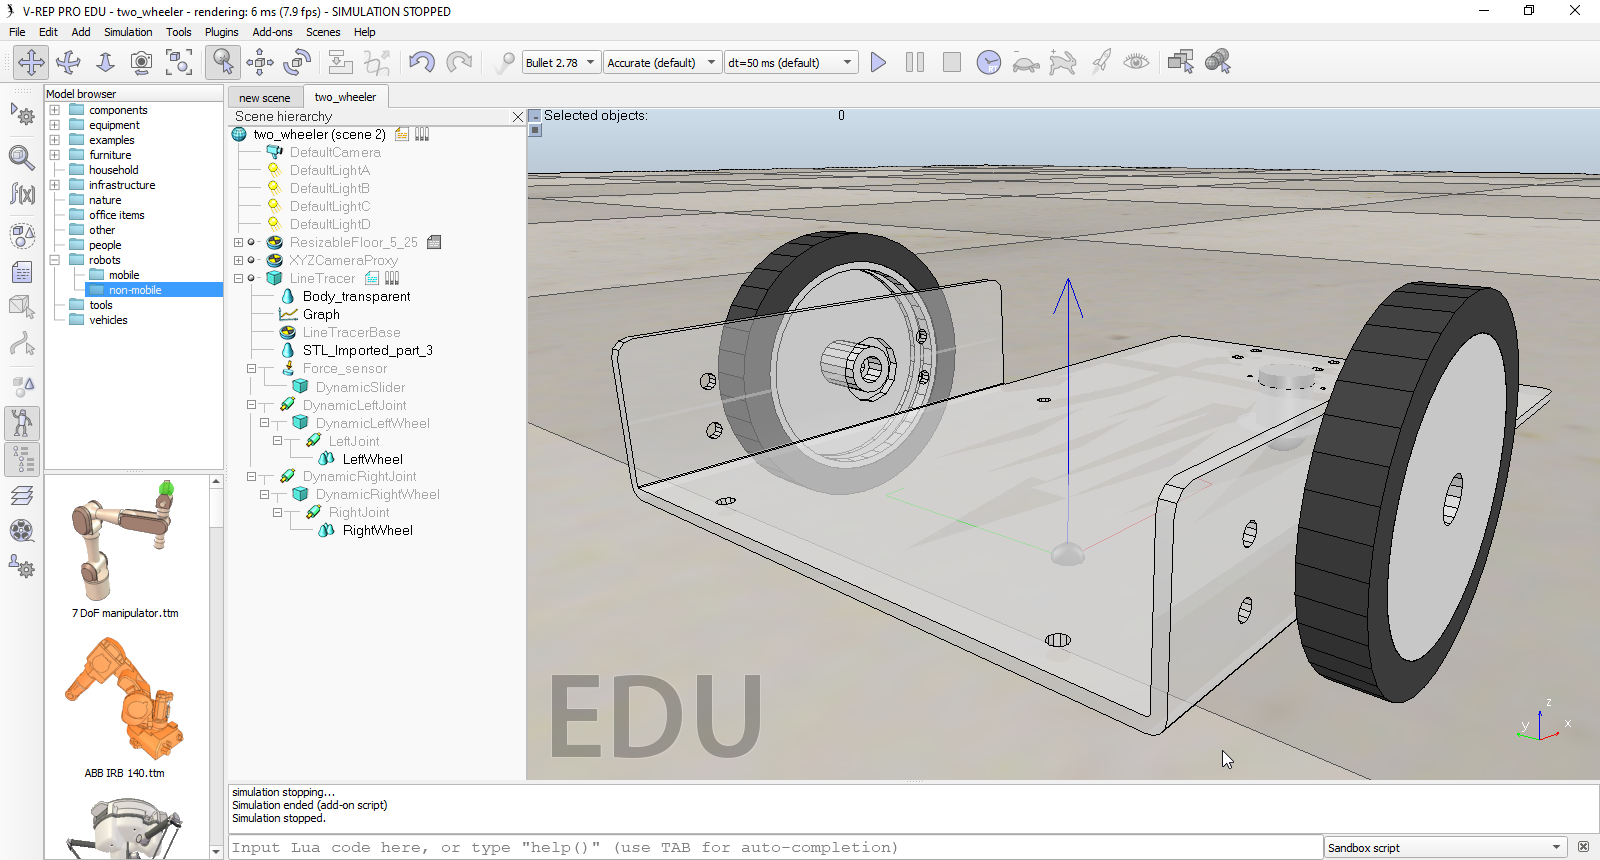 V-REP PRO EDU - two_wheeler - rendering: 6 ms (7.9 fps) - SIMULATION STOPPED
File Edit Add Simulation Tools Plugins Add-ons Scenes Help
Bullet 2.78 Accurate (default) dt=50 ms (default)
Model browser
components
equipment
examples
furniture
household
infrastructure
nature
office items
other
people
robots
mobile
non-mobile
tools
vehicles
7 DoF manipulator.ttm
ABB IRB 140.ttm
new scene two_wheeler
Scene hierarchy
two_wheeler (scene 2)
DefaultCamera
DefaultLightA
DefaultLightB
DefaultLightC
DefaultLightD
ResizableFloor_5_25
XYZCameraProxy
LineTracer
Body_transparent
Graph
LineTracerBase
STL_Imported_part_3
Force_sensor
DynamicSlider
DynamicLeftJoint
DynamicLeftWheel
LeftJoint
LeftWheel
DynamicRightJoint
DynamicRightWheel
RightJoint
RightWheel
Selected objects: 0
EDU
z
y x
simulation stopping...
Simulation ended (add-on script)
Simulation stopped.
Input Lua code here, or type "help()" (use TAB for auto-completion)
Sandbox script